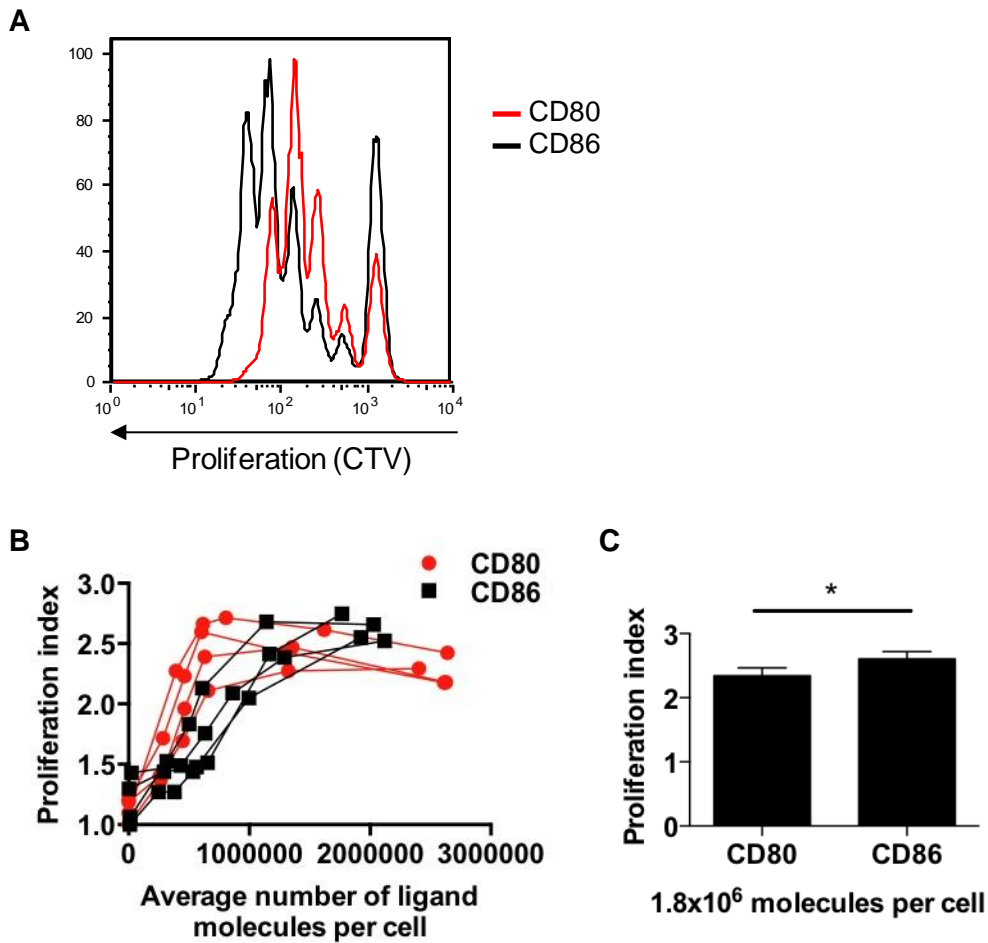 A
100
80
60
40
20
0
10^0 10^1 10^2 10^3 10^4
Proliferation (CTV)
CD80
CD86
B
CD80
CD86
Proliferation index
3.0
2.5
2.0
1.5
1.0
0 1000000 2000000 3000000
Average number of ligand
molecules per cell
C
*
Proliferation index
3
2
1
0
CD80 CD86
1.8x10^6 molecules per cell